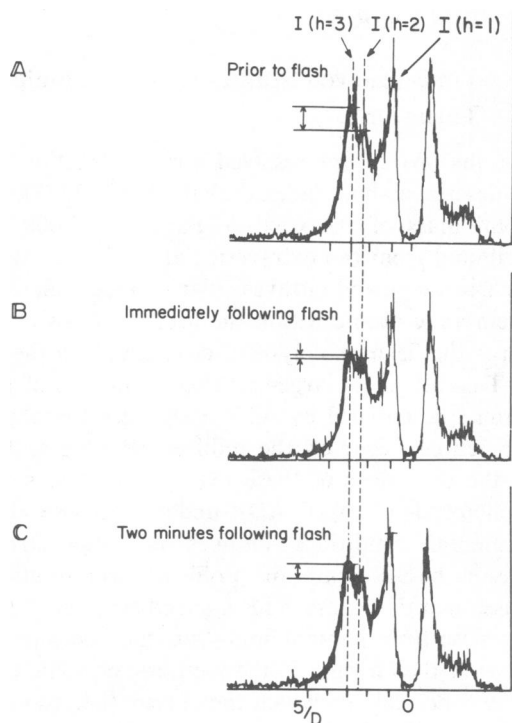 I (h=3) I (h=2) I (h=1)
A Prior to flash
B Immediately following flash
C Two minutes following flash
5/D 0